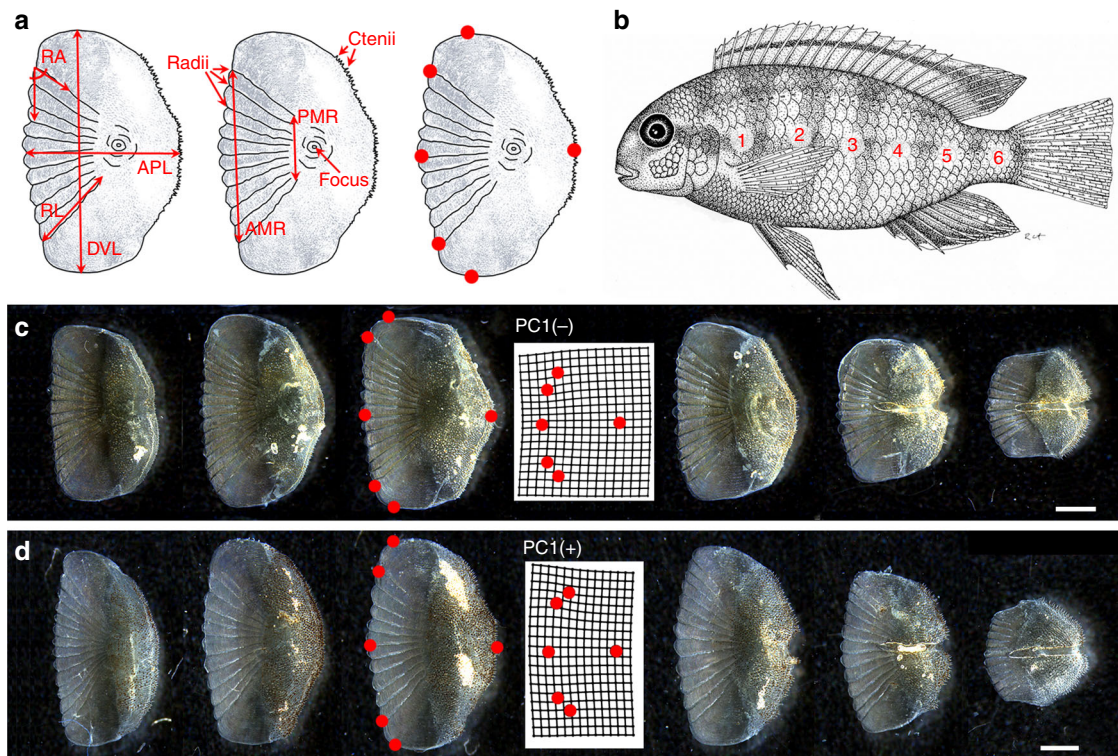 a
RA
APL
RL
DVL
Radii
Ctenii
PMR
Focus
AMR
b
1
2
3
4
5
6
c
PC1(–)
d
PC1(+)